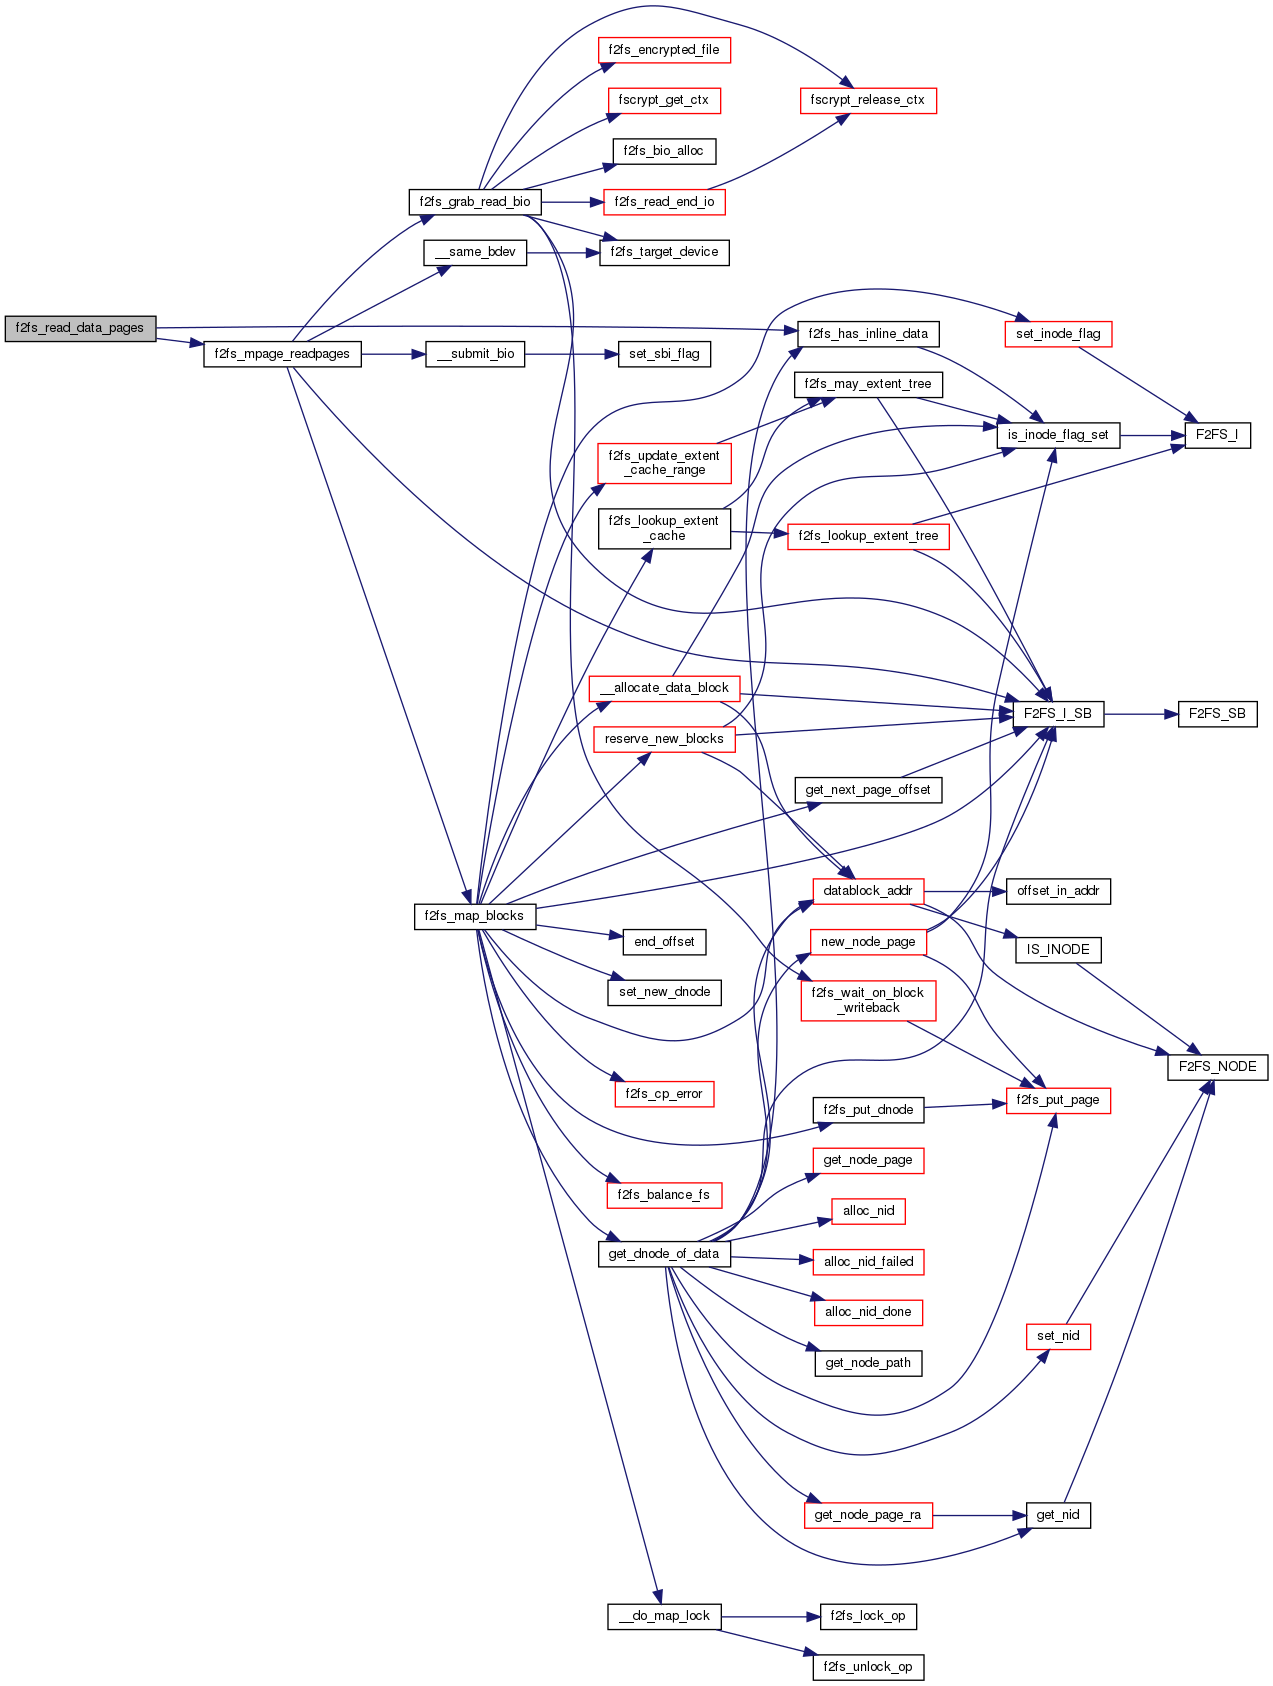 f2fs_encrypted_file
fscrypt_get_ctx
fscrypt_release_ctx
f2fs_bio_alloc
f2fs_grab_read_bio
f2fs_read_end_io
__same_bdev
f2fs_target_device
f2fs_read_data_pages
f2fs_mpage_readpages
__submit_bio
set_sbi_flag
f2fs_has_inline_data
set_inode_flag
f2fs_may_extent_tree
is_inode_flag_set
F2FS_I
f2fs_update_extent
_cache_range
f2fs_lookup_extent
_cache
f2fs_lookup_extent_tree
__allocate_data_block
F2FS_I_SB
F2FS_SB
reserve_new_blocks
get_next_page_offset
datablock_addr
offset_in_addr
f2fs_map_blocks
end_offset
new_node_page
IS_INODE
set_new_dnode
f2fs_wait_on_block
_writeback
F2FS_NODE
f2fs_cp_error
f2fs_put_dnode
f2fs_put_page
get_node_page
f2fs_balance_fs
alloc_nid
get_dnode_of_data
alloc_nid_failed
alloc_nid_done
set_nid
get_node_path
get_node_page_ra
get_nid
__do_map_lock
f2fs_lock_op
f2fs_unlock_op